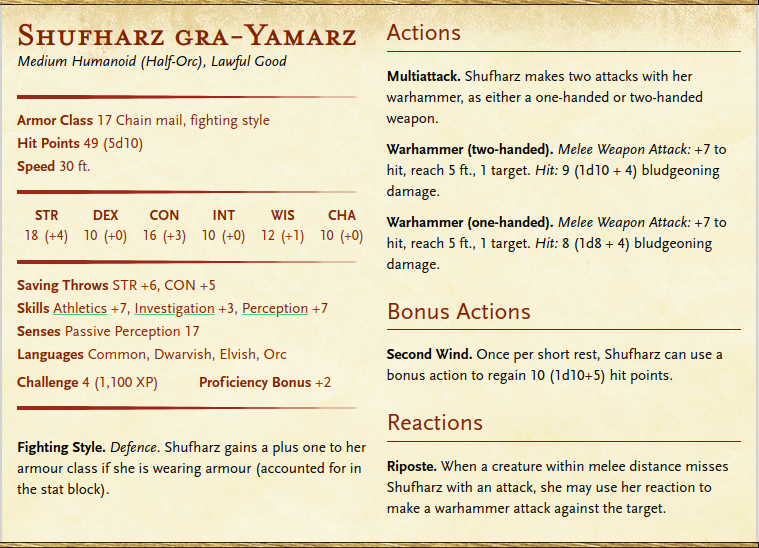 Shufharz gra-Yamarz
Medium Humanoid (Half-Orc), Lawful Good
Armor Class 17 Chain mail, fighting style
Hit Points 49 (5d10)
Speed 30 ft.
STR DEX CON INT WIS CHA
18 (+4) 10 (+0) 16 (+3) 10 (+0) 12 (+1) 10 (+0)
Saving Throws STR +6, CON +5
Skills Athletics +7, Investigation +3, Perception +7
Senses Passive Perception 17
Languages Common, Dwarvish, Elvish, Orc
Challenge 4 (1,100 XP) Proficiency Bonus +2
Fighting Style. Defence. Shufharz gains a plus one to her
armour class if she is wearing armour (accounted for in
the stat block).
Actions
Multiattack. Shufharz makes two attacks with her
warhammer, as either a one-handed or two-handed
weapon.
Warhammer (two-handed). Melee Weapon Attack: +7 to
hit, reach 5 ft., 1 target. Hit: 9 (1d10 + 4) bludgeoning
damage.
Warhammer (one-handed). Melee Weapon Attack: +7 to
hit, reach 5 ft., 1 target. Hit: 8 (1d8 + 4) bludgeoning
damage.
Bonus Actions
Second Wind. Once per short rest, Shufharz can use a
bonus action to regain 10 (1d10+5) hit points.
Reactions
Riposte. When a creature within melee distance misses
Shufharz with an attack, she may use her reaction to
make a warhammer attack against the target.